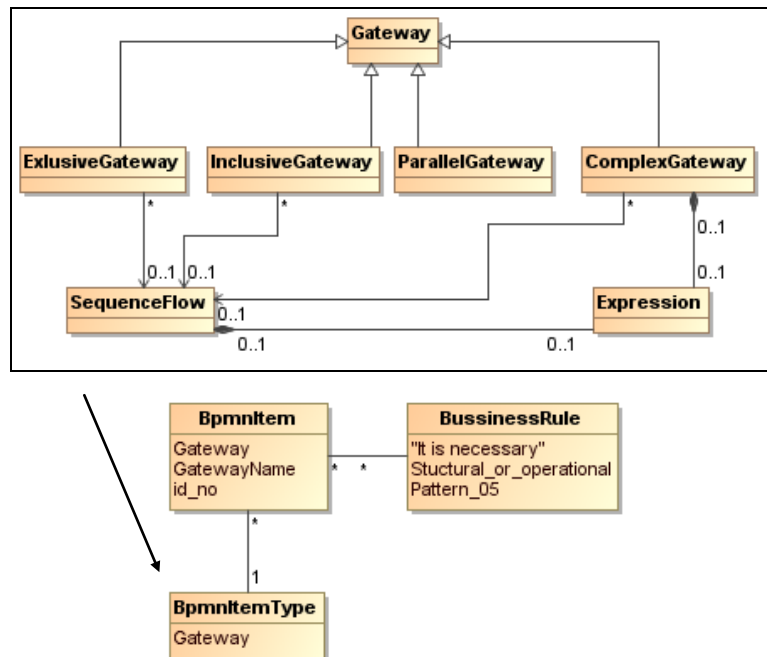 Gateway
ExlusiveGateway
InclusiveGateway
ParallelGateway
ComplexGateway
*
*
*
0..1
0..1
0..1
0..1
SequenceFlow
0..1
Expression
0..1
0..1
BpmnItem
Gateway
GatewayName
id_no
* *
BussinessRule
"It is necessary"
Stuctural_or_operational
Pattern_05
*
1
BpmnItemType
Gateway